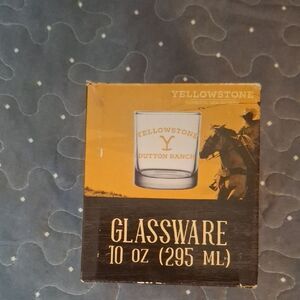 YELLOWSTONE
YELLOWSTONE
Y
DUTTON RANCH
GLASSWARE
10 OZ (295 ML)